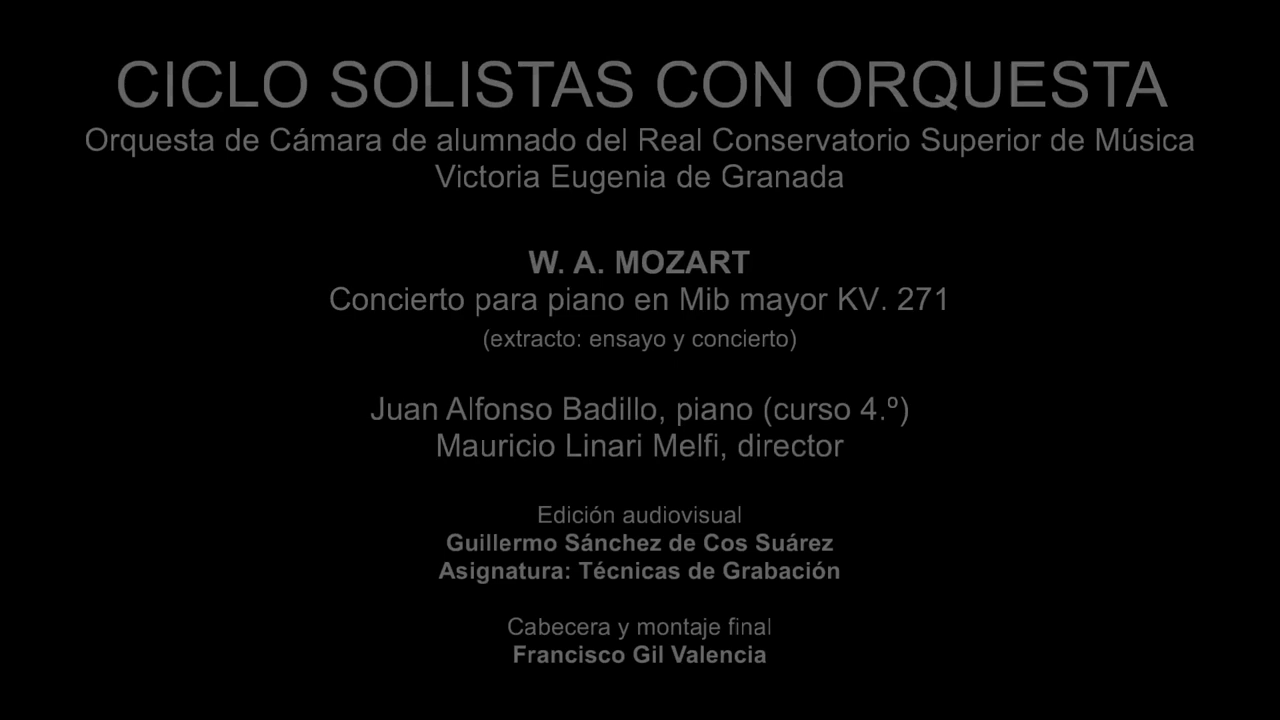 CICLO SOLISTAS CON ORQUESTA
Orquesta de Cámara de alumnado del Real Conservatorio Superior de Música
Victoria Eugenia de Granada
W. A. MOZART
Concierto para piano en Mib mayor KV. 271
(extracto: ensayo y concierto)
Juan Alfonso Badillo, piano (curso 4.º)
Mauricio Linari Melfi, director
Edición audiovisual
Guillermo Sánchez de Cos Suárez
Asignatura: Técnicas de Grabación
Cabecera y montaje final
Francisco Gil Valencia